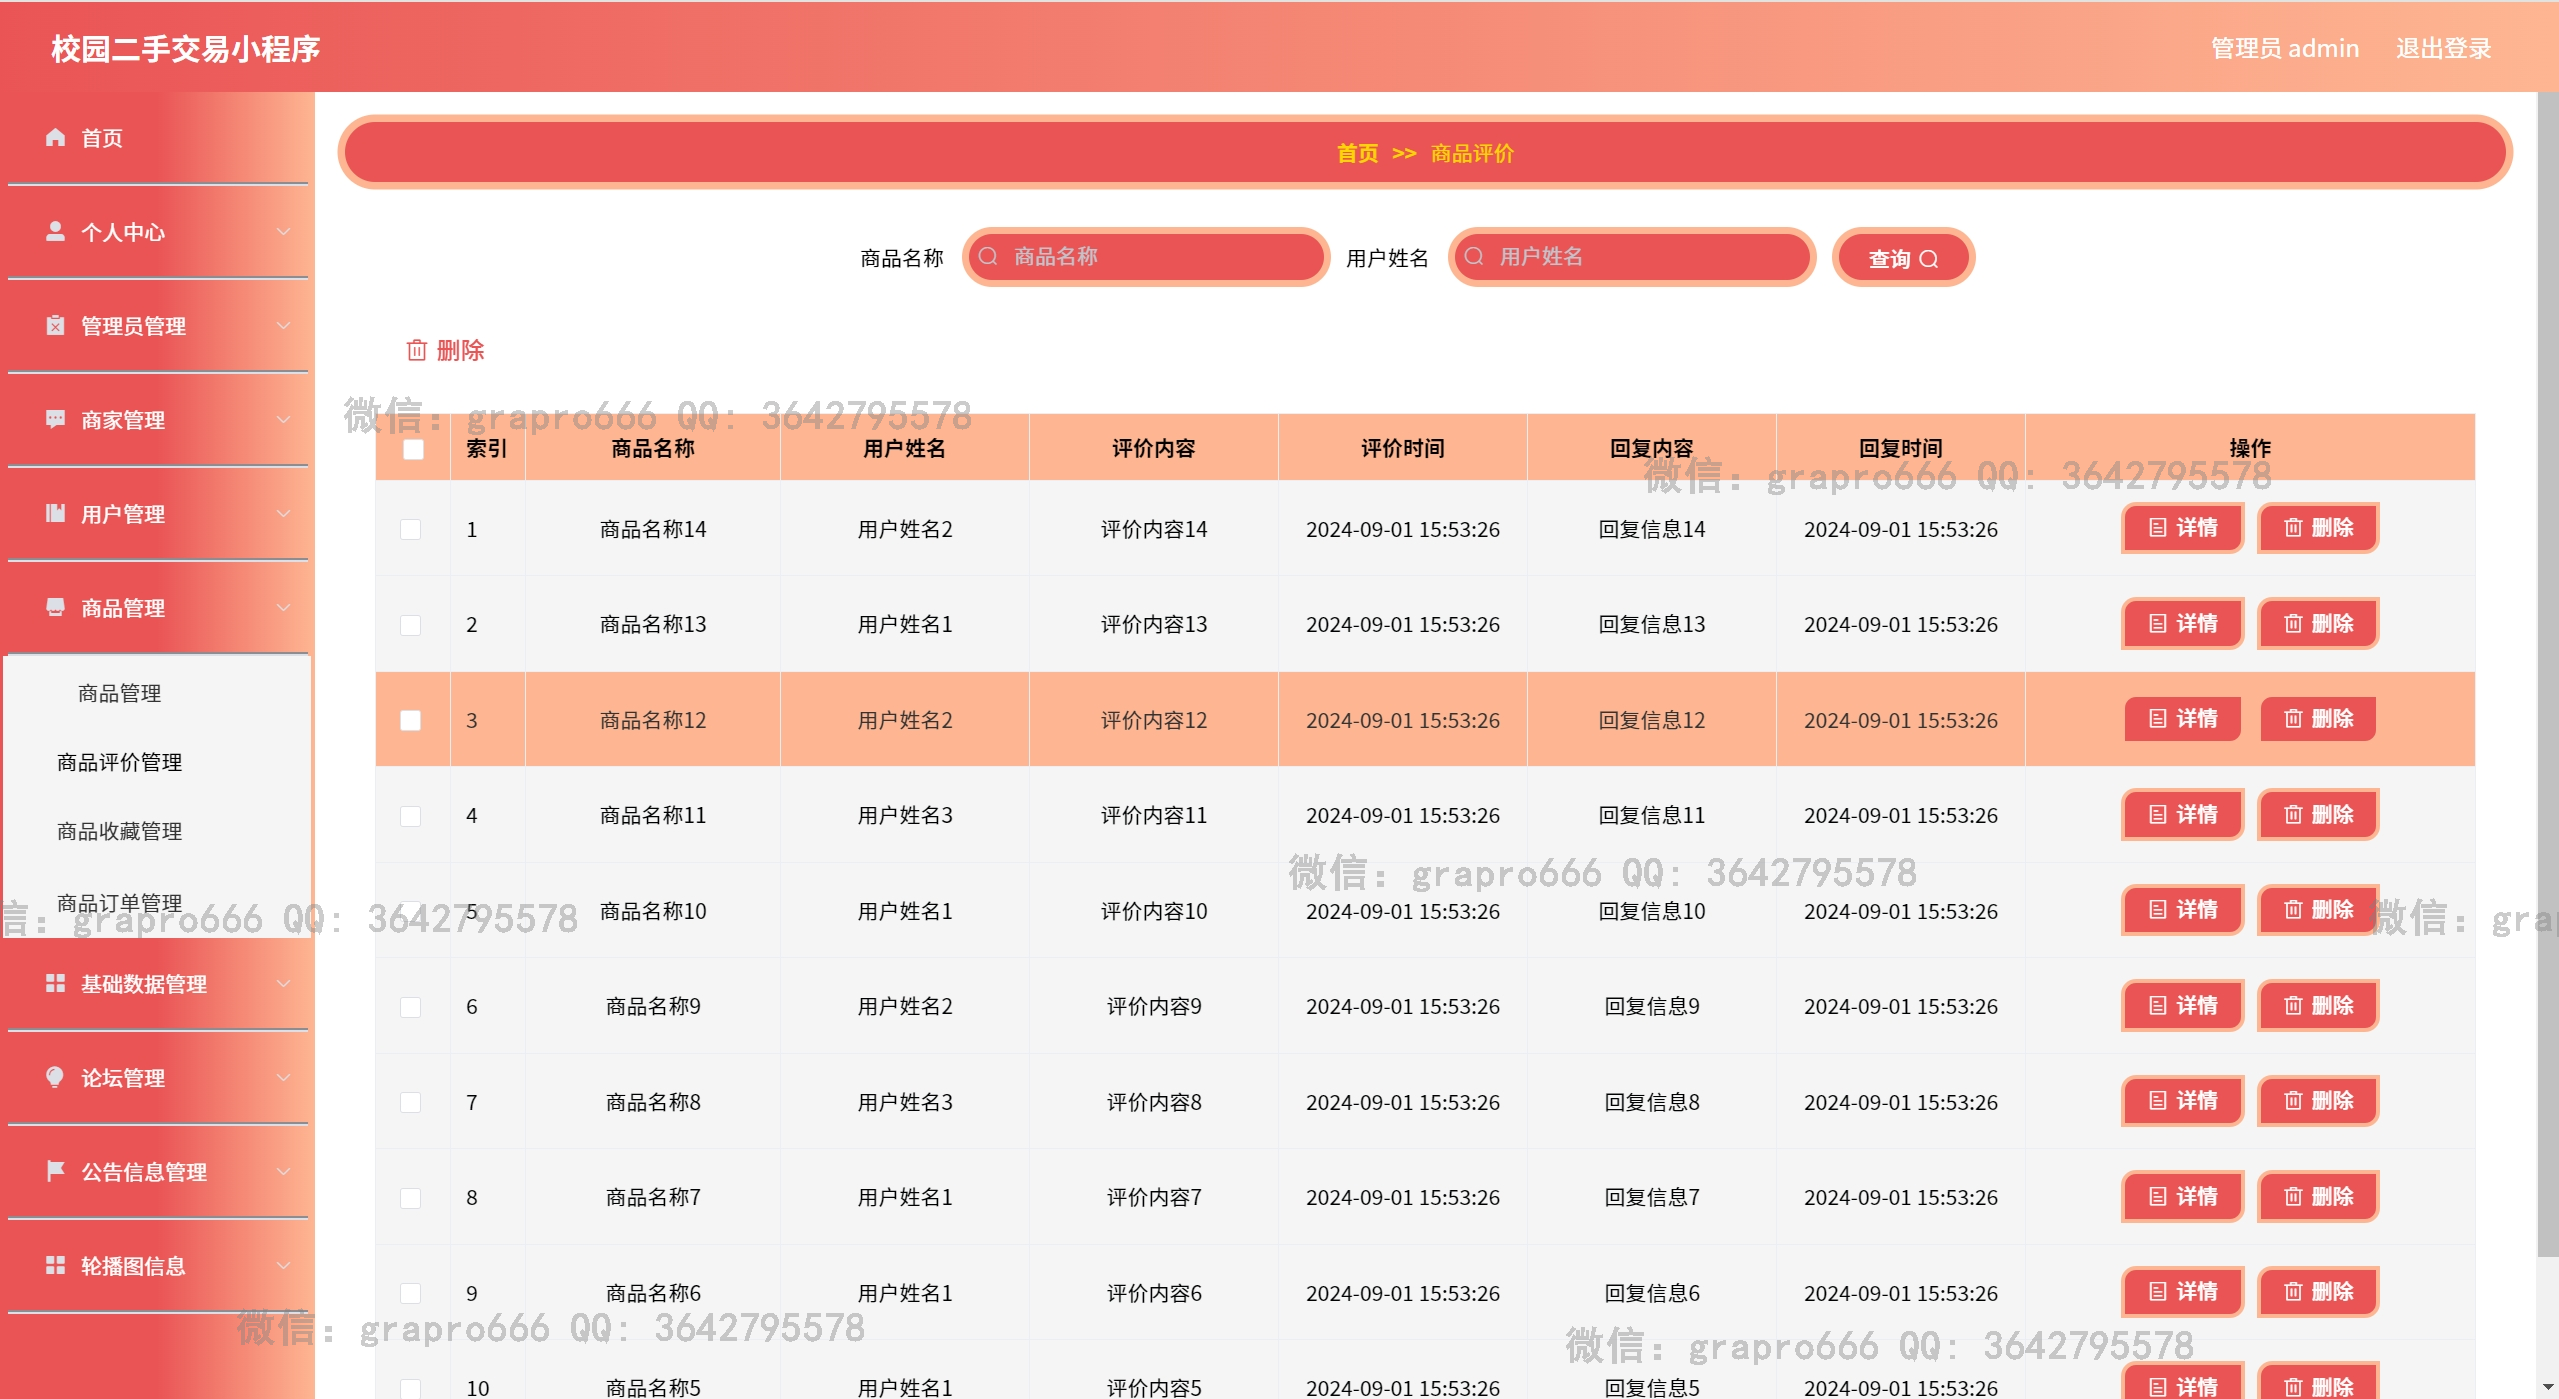 校园二手交易小程序
管理员 admin 退出登录
首页
个人中心
管理员管理
商家管理
用户管理
商品管理
商品管理
商品评价管理
商品收藏管理
商品订单管理
基础数据管理
论坛管理
公告信息管理
轮播图信息
首页 >> 商品评价
商品名称 商品名称 用户姓名 用户姓名 查询
删除
微信：grapro666 QQ: 3642795578
索引 商品名称 用户姓名 评价内容 评价时间 回复内容 回复时间 操作
微信：grapro666 QQ: 3642795578
1 商品名称14 用户姓名2 评价内容14 2024-09-01 15:53:26 回复信息14 2024-09-01 15:53:26 详情 删除
2 商品名称13 用户姓名1 评价内容13 2024-09-01 15:53:26 回复信息13 2024-09-01 15:53:26 详情 删除
3 商品名称12 用户姓名2 评价内容12 2024-09-01 15:53:26 回复信息12 2024-09-01 15:53:26 详情 删除
4 商品名称11 用户姓名3 评价内容11 2024-09-01 15:53:26 回复信息11 2024-09-01 15:53:26 详情 删除
微信：grapro666 QQ: 3642795578
5 商品名称10 用户姓名1 评价内容10 2024-09-01 15:53:26 回复信息10 2024-09-01 15:53:26 详情 删除
信：grapro666 QQ: 3642795578
微信：gra
6 商品名称9 用户姓名2 评价内容9 2024-09-01 15:53:26 回复信息9 2024-09-01 15:53:26 详情 删除
7 商品名称8 用户姓名3 评价内容8 2024-09-01 15:53:26 回复信息8 2024-09-01 15:53:26 详情 删除
8 商品名称7 用户姓名1 评价内容7 2024-09-01 15:53:26 回复信息7 2024-09-01 15:53:26 详情 删除
9 商品名称6 用户姓名1 评价内容6 2024-09-01 15:53:26 回复信息6 2024-09-01 15:53:26 详情 删除
微信：grapro666 QQ: 3642795578
微信：grapro666 QQ: 3642795578
10 商品名称5 用户姓名1 评价内容5 2024-09-01 15:53:26 回复信息5 2024-09-01 15:53:26 详情 删除